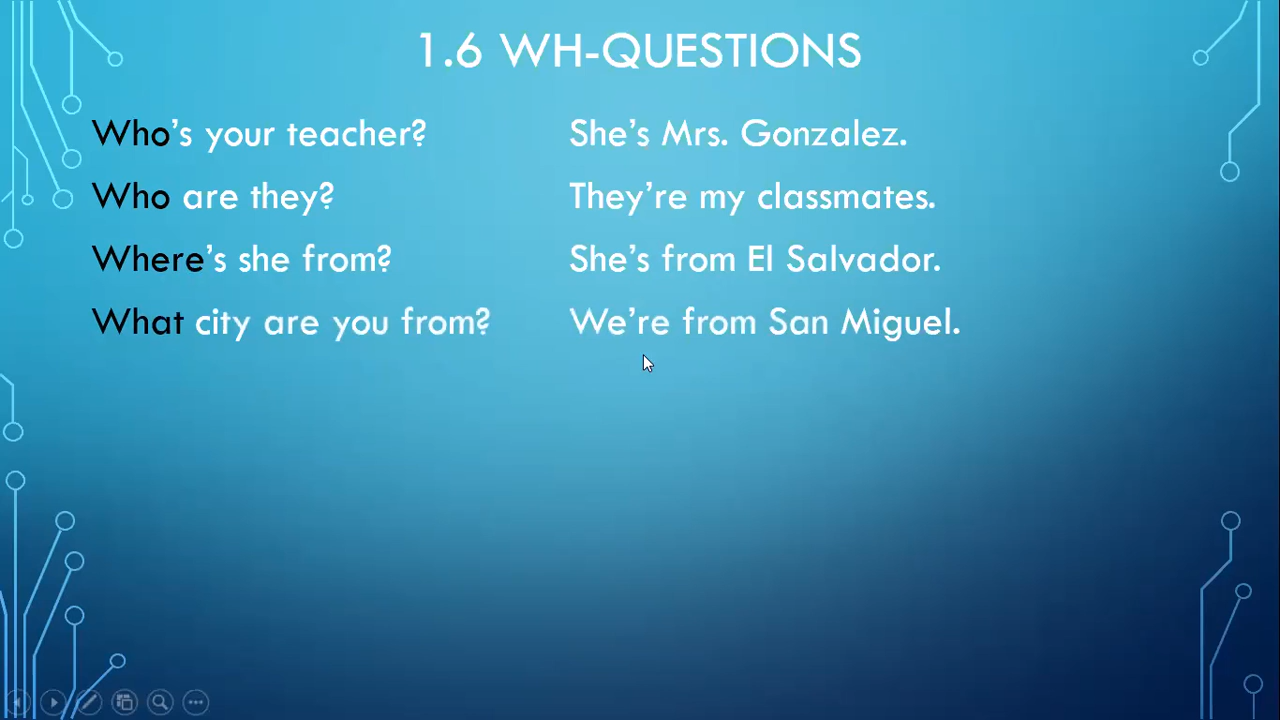 1.6 WH-QUESTIONS
Who's your teacher? She's Mrs. Gonzalez.
Who are they? They're my classmates.
Where's she from? She's from El Salvador.
What city are you from? We're from San Miguel.